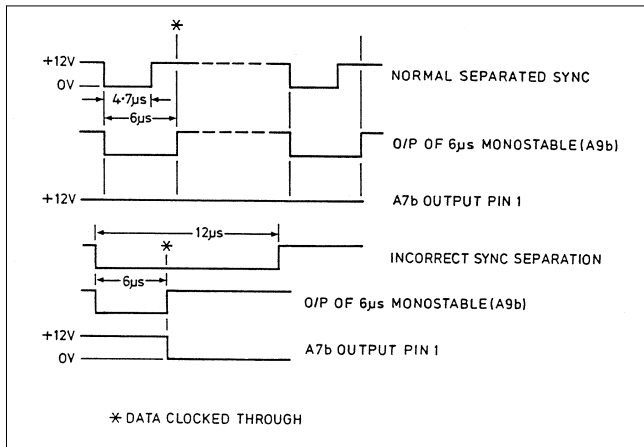 *
+12V
0V
NORMAL SEPARATED SYNC
4·7µs
6µs
O/P OF 6µs MONOSTABLE (A9b)
+12V
A7b OUTPUT PIN 1
12µs
*
INCORRECT SYNC SEPARATION
6µs
O/P OF 6µs MONOSTABLE (A9b)
+12V
0V
A7b OUTPUT PIN 1
* DATA CLOCKED THROUGH